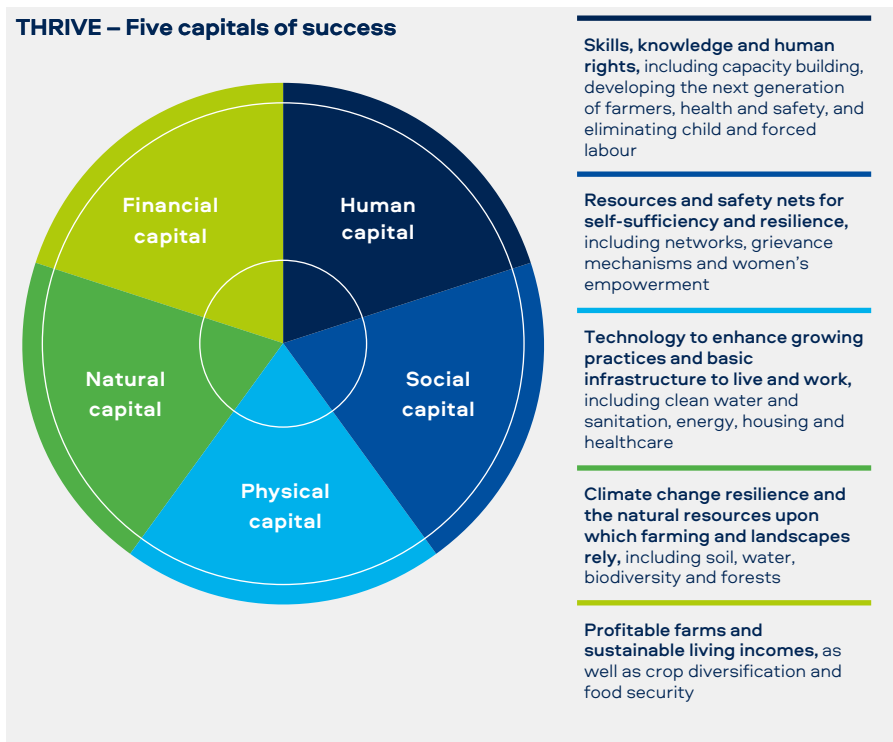 THRIVE – Five capitals of success
Financial
capital
Human
capital
Natural
capital
Social
capital
Physical
capital
Skills, knowledge and human
rights, including capacity building,
developing the next generation
of farmers, health and safety, and
eliminating child and forced
labour
Resources and safety nets for
self-sufficiency and resilience,
including networks, grievance
mechanisms and women’s
empowerment
Technology to enhance growing
practices and basic
infrastructure to live and work,
including clean water and
sanitation, energy, housing and
healthcare
Climate change resilience and
the natural resources upon
which farming and landscapes
rely, including soil, water,
biodiversity and forests
Profitable farms and
sustainable living incomes, as
well as crop diversification and
food security